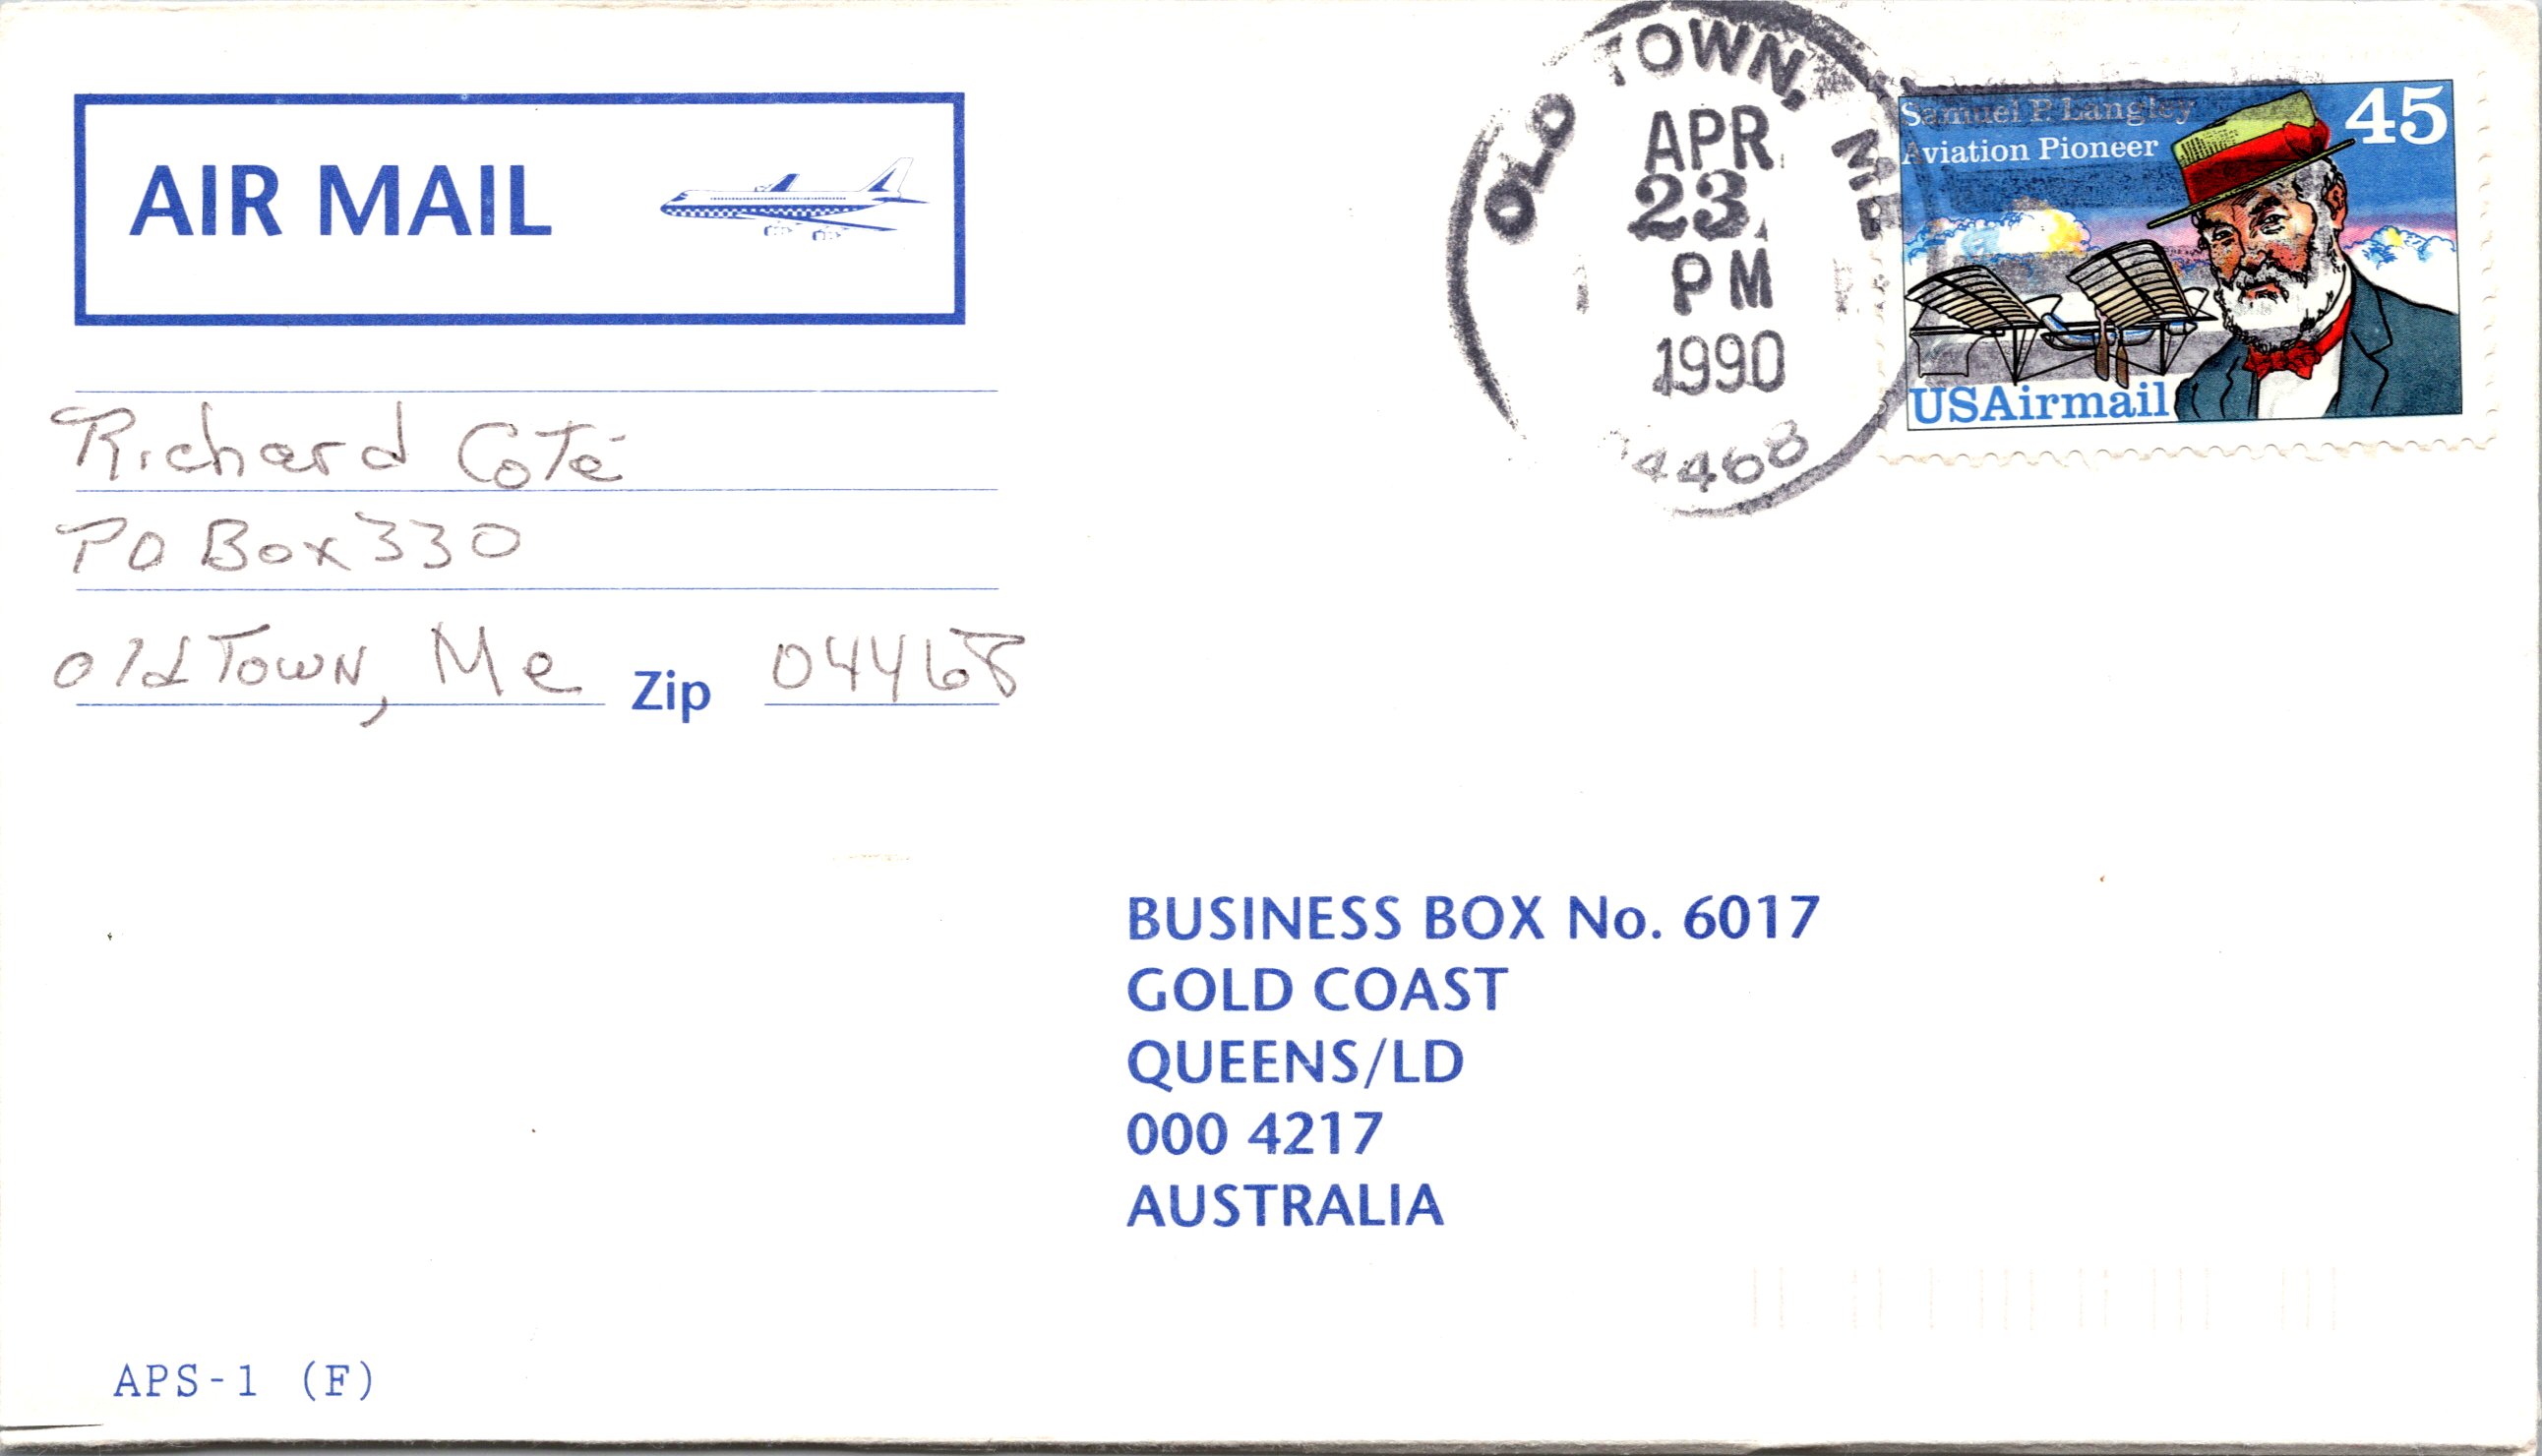 AIR MAIL
Richard Coté
PO Box 330
Old Town, Me Zip 04468
OLD TOWN, ME
APR
23
PM
1990
4468
Samuel P. Langley
Aviation Pioneer
45
USAirmail
BUSINESS BOX No. 6017
GOLD COAST
QUEENS/LD
000 4217
AUSTRALIA
APS-1 (F)